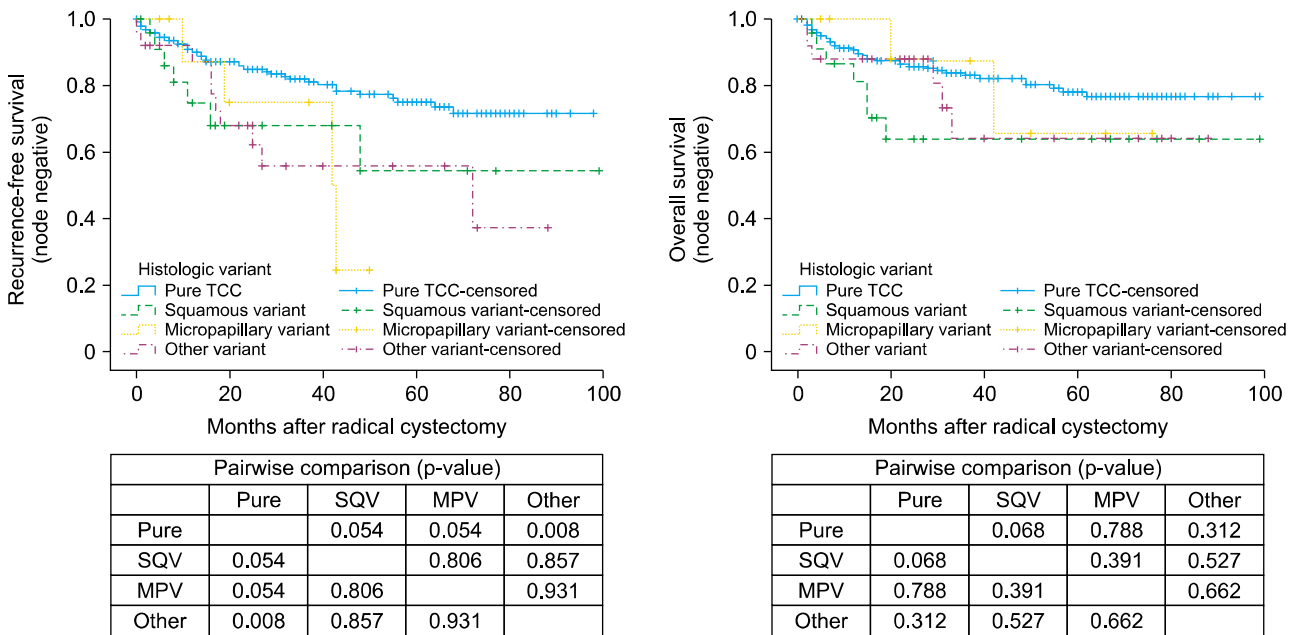 Recurrence-free survival
(node negative)
1.0
0.8
0.6
0.4
0.2
0
Histologic variant
Pure TCC
Pure TCC-censored
Squamous variant
Squamous variant-censored
Micropapillary variant
Micropapillary variant-censored
Other variant
Other variant-censored
0 20 40 60 80 100
Months after radical cystectomy
Pairwise comparison (p-value)
Pure SQV MPV Other
Pure 0.054 0.054 0.008
SQV 0.054 0.806 0.857
MPV 0.054 0.806 0.931
Other 0.008 0.857 0.931
Overall survival
(node negative)
1.0
0.8
0.6
0.4
0.2
0
Histologic variant
Pure TCC
Pure TCC-censored
Squamous variant
Squamous variant-censored
Micropapillary variant
Micropapillary variant-censored
Other variant
Other variant-censored
0 20 40 60 80 100
Months after radical cystectomy
Pairwise comparison (p-value)
Pure SQV MPV Other
Pure 0.068 0.788 0.312
SQV 0.068 0.391 0.527
MPV 0.788 0.391 0.662
Other 0.312 0.527 0.662